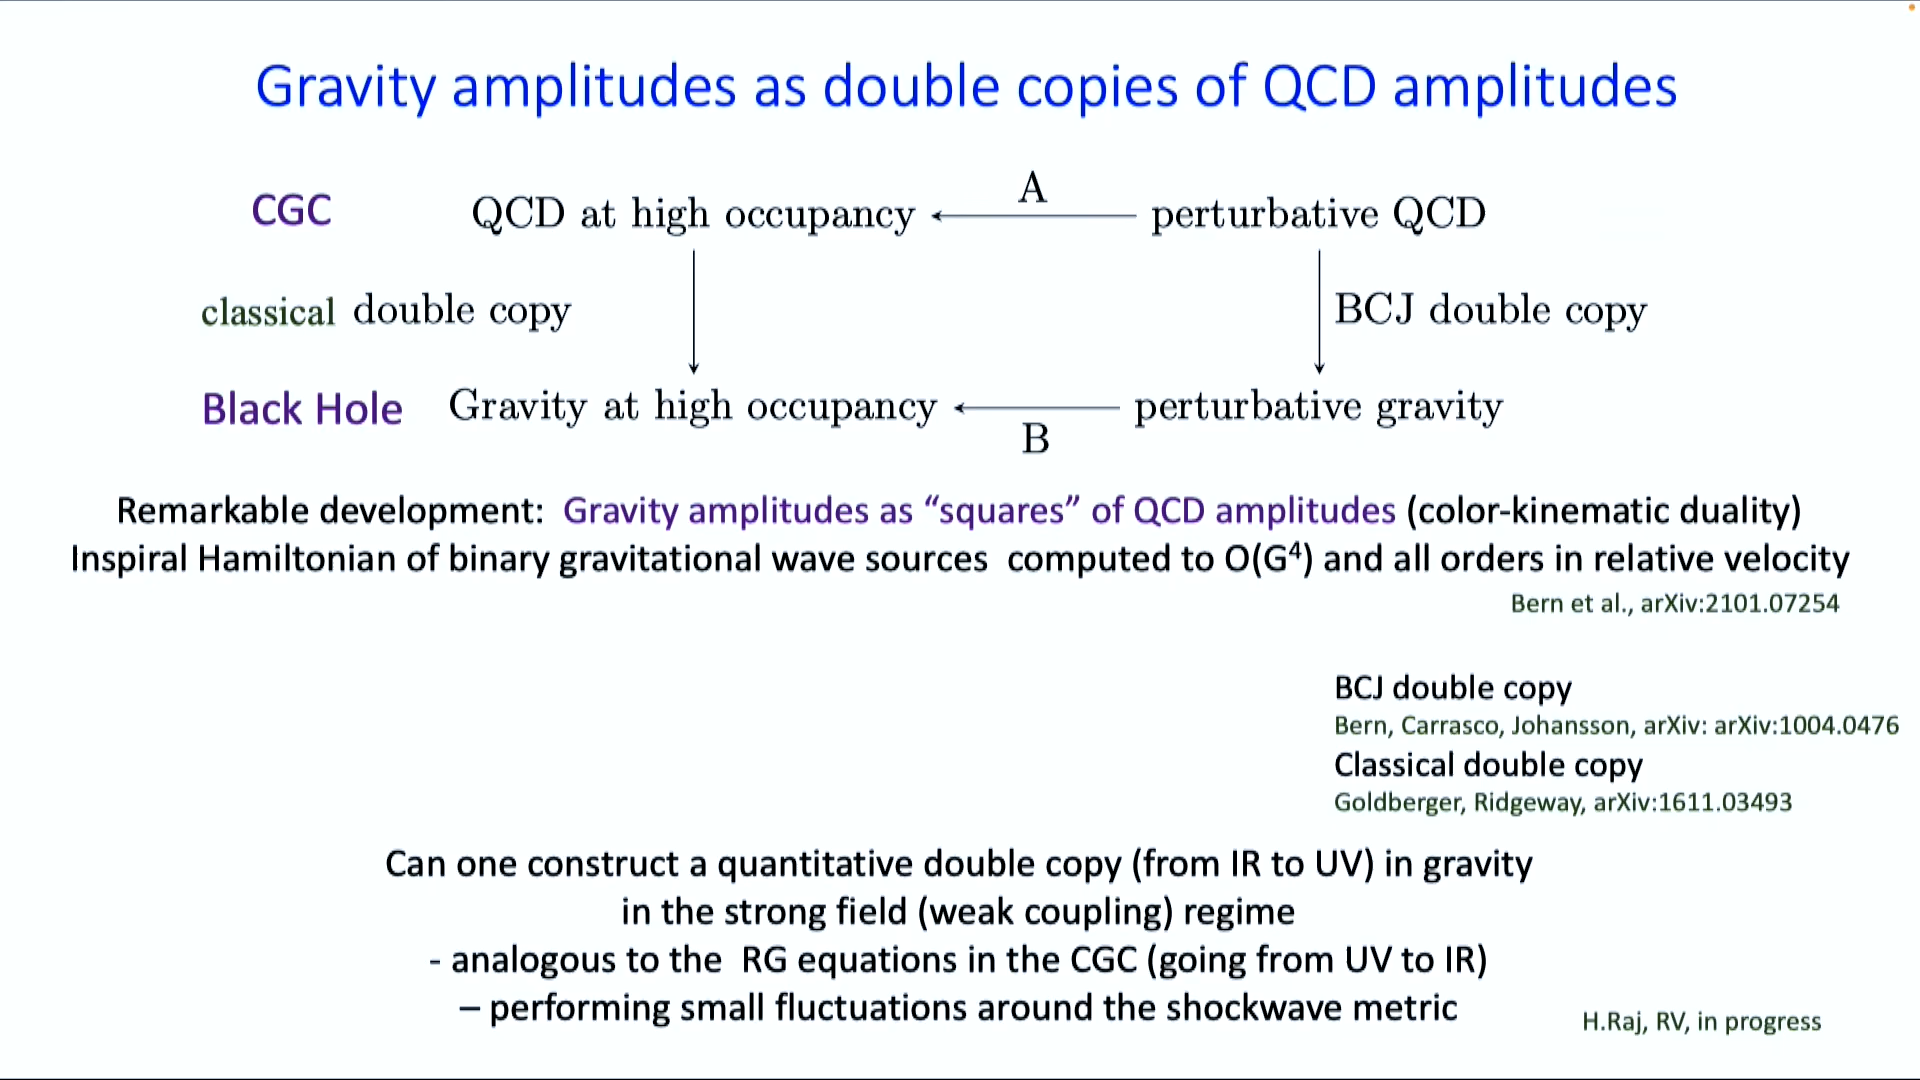 Gravity amplitudes as double copies of QCD amplitudes
A
CGC QCD at high occupancy perturbative QCD
classical double copy BCJ double copy
Black Hole Gravity at high occupancy perturbative gravity
B
Remarkable development: Gravity amplitudes as “squares” of QCD amplitudes (color-kinematic duality)
Inspiral Hamiltonian of binary gravitational wave sources computed to O(G⁴) and all orders in relative velocity
Bern et al., arXiv:2101.07254
BCJ double copy
Bern, Carrasco, Johansson, arXiv: arXiv:1004.0476
Classical double copy
Goldberger, Ridgeway, arXiv:1611.03493
Can one construct a quantitative double copy (from IR to UV) in gravity
in the strong field (weak coupling) regime
- analogous to the RG equations in the CGC (going from UV to IR)
– performing small fluctuations around the shockwave metric
H.Raj, RV, in progress